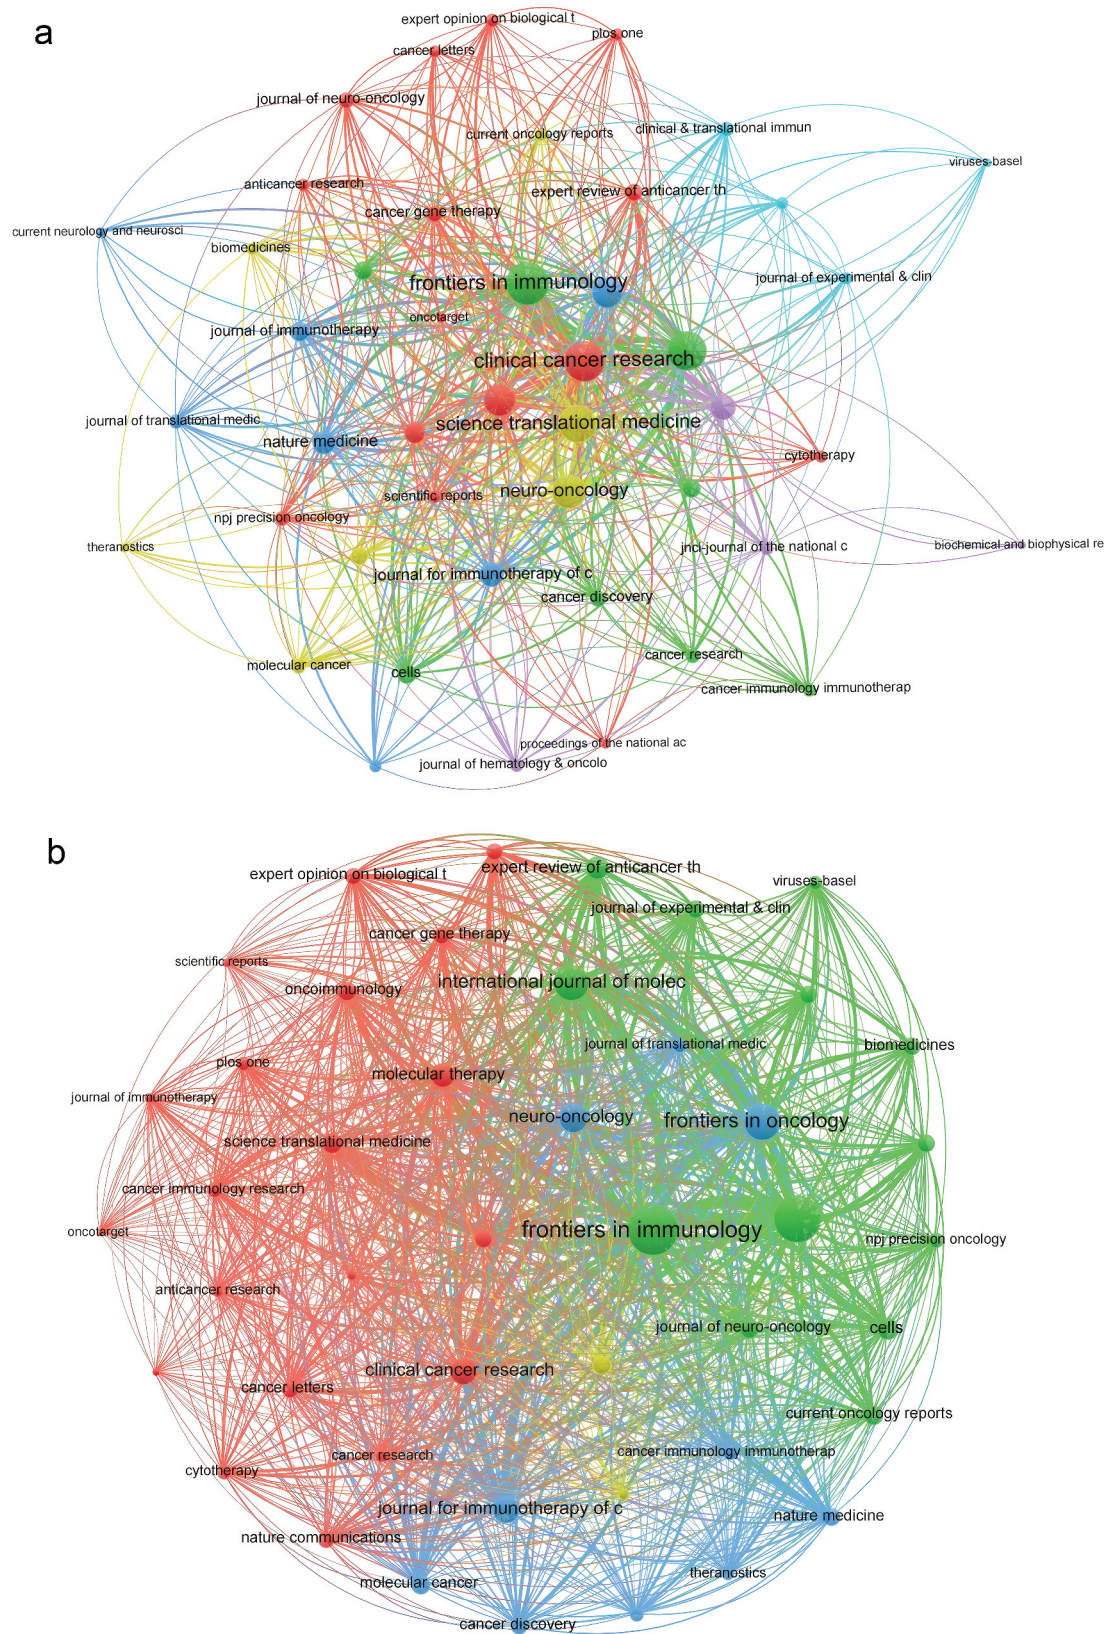 a
expert opinion on biological t
plos one
cancer letters
journal of neuro-oncology
current oncology reports
clinical & translational immun
viruses-basel
anticancer research
expert review of anticancer th
cancer gene therapy
current neurology and neurosci
biomedicines
frontiers in immunology
journal of experimental & clin
oncotarget
journal of immunotherapy
clinical cancer research
journal of translational medic
science translational medicine
nature medicine
cytotherapy
scientific reports
neuro-oncology
npj precision oncology
theranostics
jnci-journal of the national c
biochemical and biophysical re
journal for immunotherapy of c
cancer discovery
molecular cancer
cells
cancer research
cancer immunology immunotherap
proceedings of the national ac
journal of hematology & oncolo
b
expert opinion on biological t
expert review of anticancer th
viruses-basel
journal of experimental & clin
cancer gene therapy
scientific reports
oncoimmunology
international journal of molec
journal of translational medic
biomedicines
plos one
molecular therapy
journal of immunotherapy
neuro-oncology
frontiers in oncology
science translational medicine
cancer immunology research
oncotarget
frontiers in immunology
npj precision oncology
anticancer research
journal of neuro-oncology
cells
clinical cancer research
cancer letters
current oncology reports
cancer research
cancer immunology immunotherap
cytotherapy
journal for immunotherapy of c
nature medicine
nature communications
theranostics
molecular cancer
cancer discovery